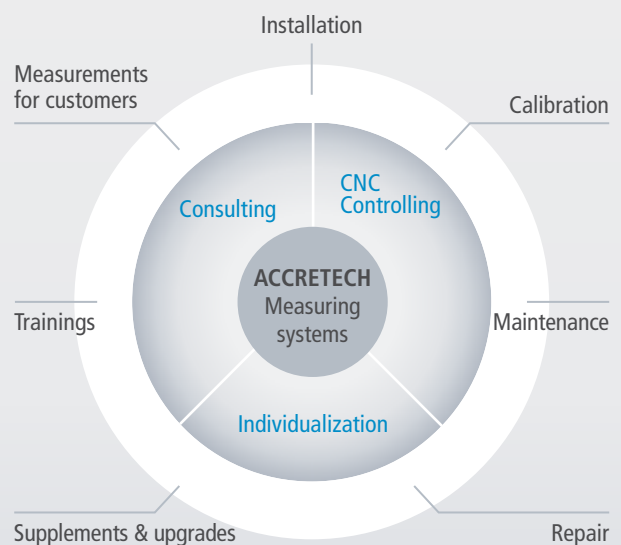 Installation
Measurements
for customers
Calibration
Consulting
CNC
Controlling
ACCRETECH
Measuring
systems
Trainings
Maintenance
Individualization
Supplements & upgrades
Repair